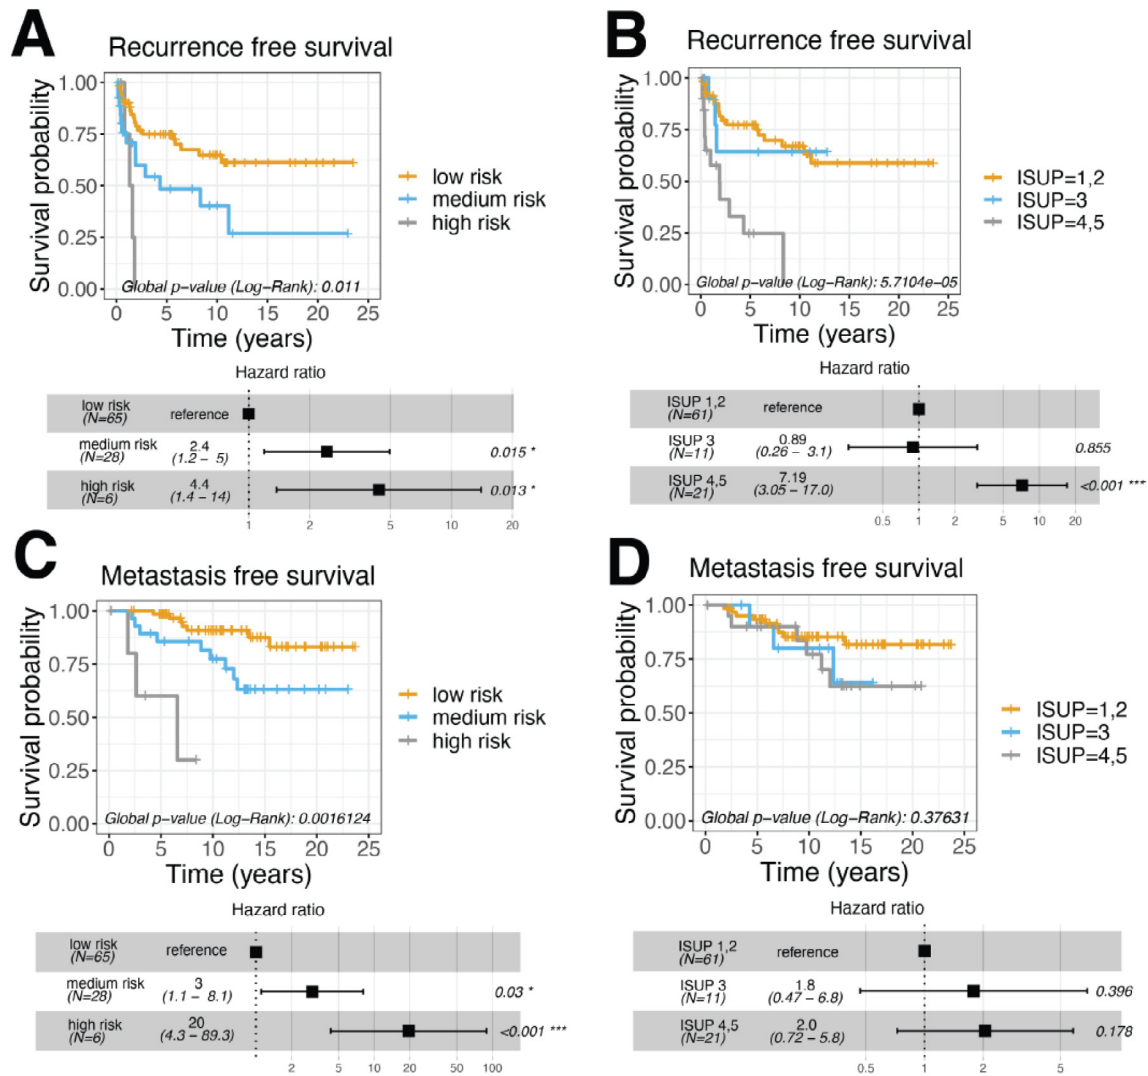 A
Recurrence free survival
Survival probability
1.00
0.75
0.50
0.25
0.00
Global p-value (Log-Rank): 0.011
0 5 10 15 20 25
Time (years)
low risk
medium risk
high risk
Hazard ratio
low risk
(N=65)
reference
medium risk
(N=28)
2.4
(1.2 - 5)
0.015 *
high risk
(N=6)
4.4
(1.4 - 14)
0.013 *
1 2 5 10 20
B
Recurrence free survival
Survival probability
1.00
0.75
0.50
0.25
0.00
Global p-value (Log-Rank): 5.7104e-05
0 5 10 15 20 25
Time (years)
ISUP=1,2
ISUP=3
ISUP=4,5
Hazard ratio
ISUP 1,2
(N=61)
reference
ISUP 3
(N=11)
0.89
(0.26 - 3.1)
0.855
ISUP 4,5
(N=21)
7.19
(3.05 - 17.0)
<0.001 ***
0.5 1 2 5 10 20
C
Metastasis free survival
Survival probability
1.00
0.75
0.50
0.25
0.00
Global p-value (Log-Rank): 0.0016124
0 5 10 15 20 25
Time (years)
low risk
medium risk
high risk
Hazard ratio
low risk
(N=65)
reference
medium risk
(N=28)
3
(1.1 - 8.1)
0.03 *
high risk
(N=6)
20
(4.3 - 89.3)
<0.001 ***
2 5 10 20 50 100
D
Metastasis free survival
Survival probability
1.00
0.75
0.50
0.25
0.00
Global p-value (Log-Rank): 0.37631
0 5 10 15 20 25
Time (years)
ISUP=1,2
ISUP=3
ISUP=4,5
Hazard ratio
ISUP 1,2
(N=61)
reference
ISUP 3
(N=11)
1.8
(0.47 - 6.8)
0.396
ISUP 4,5
(N=21)
2.0
(0.72 - 5.8)
0.178
0.5 1 2 5